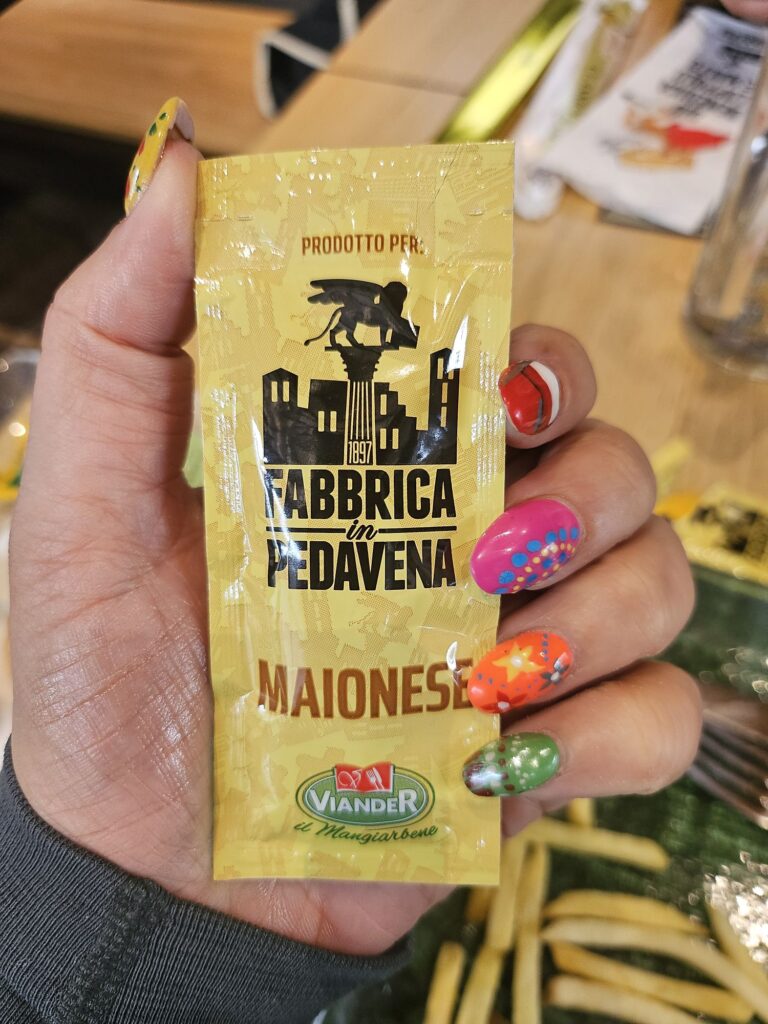 PRODOTTO PER:
1897
FABBRICA
in
PEDAVENA
MAIONESE
VIANDER
il Mangiarbene